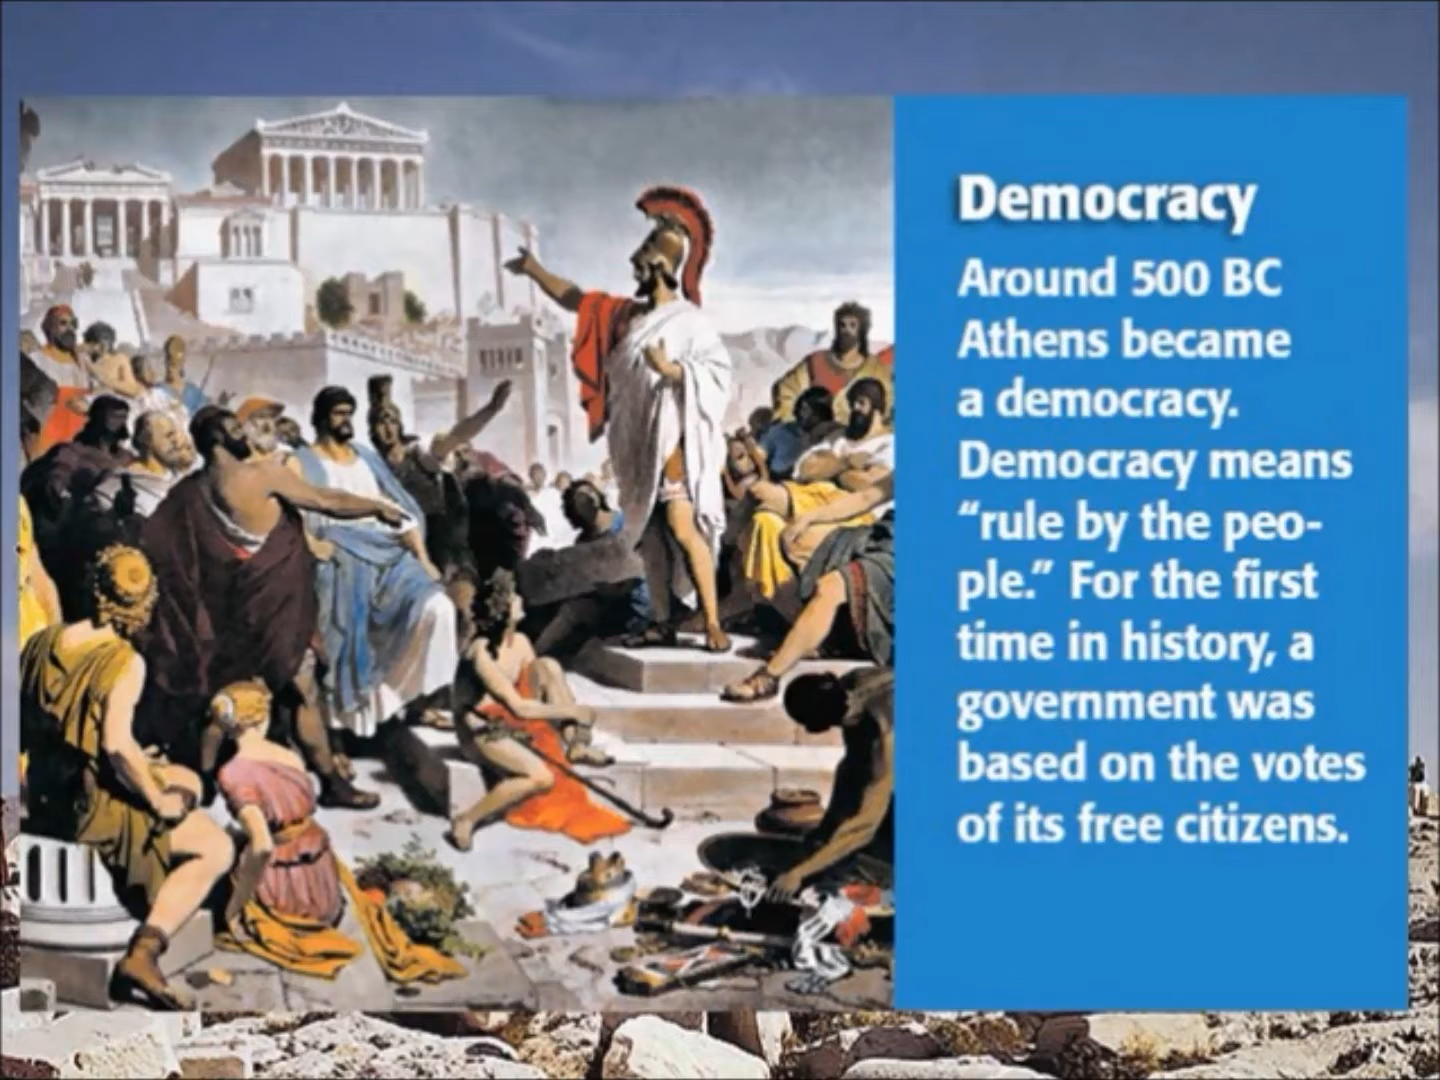 Democracy
Around 500 BC
Athens became
a democracy.
Democracy means
“rule by the peo-
ple.” For the first
time in history, a
government was
based on the votes
of its free citizens.